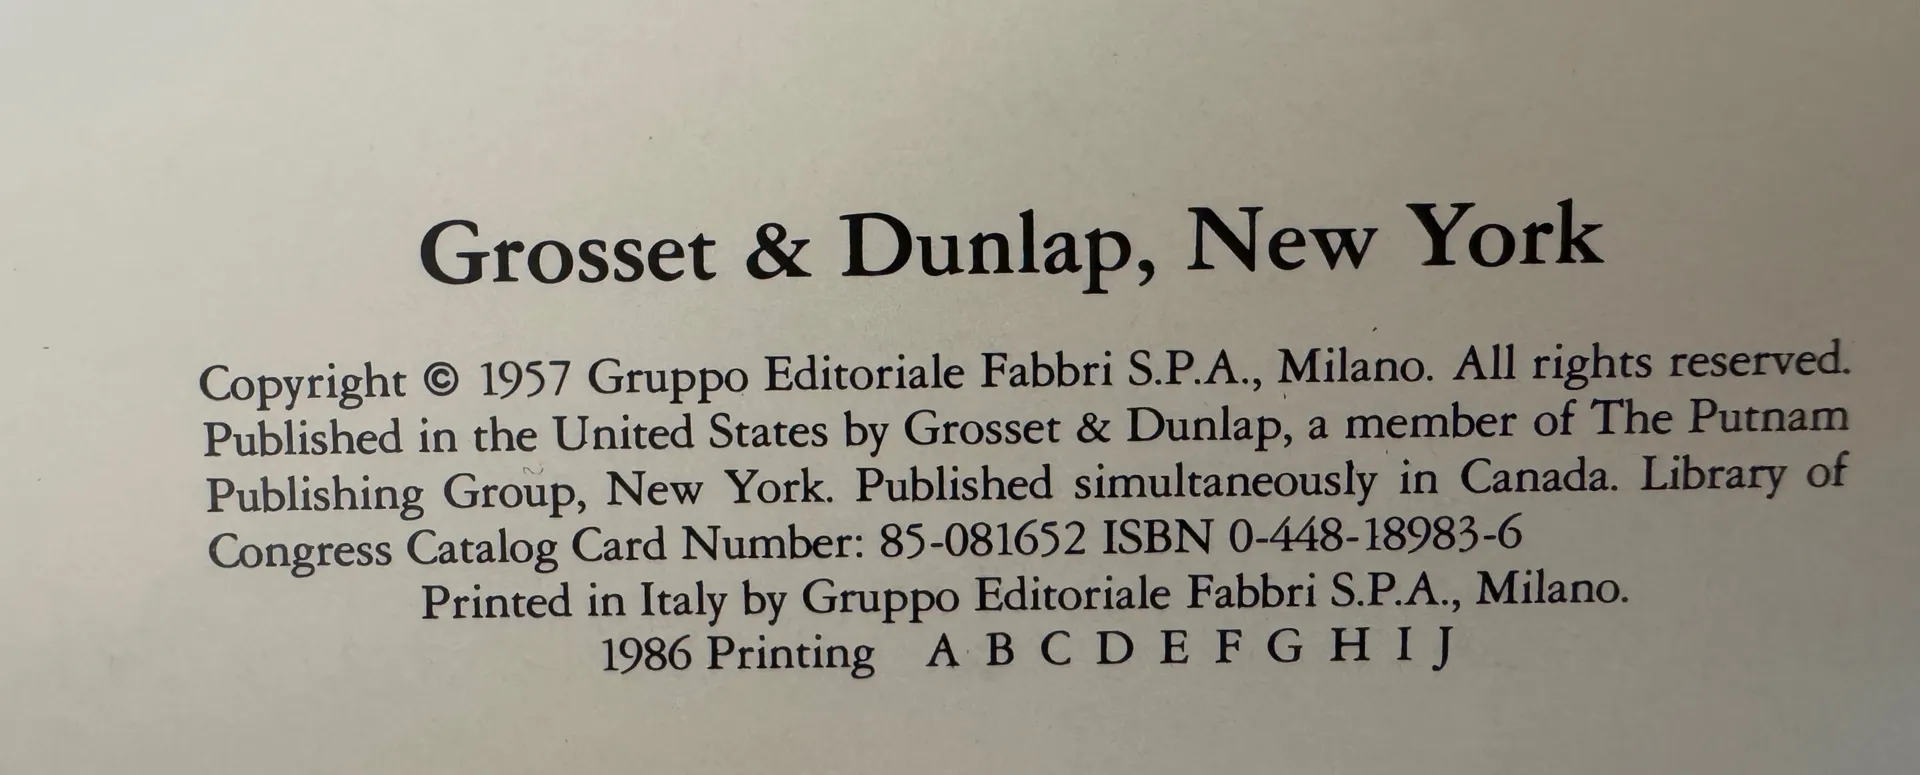 Grosset & Dunlap, New York
Copyright © 1957 Gruppo Editoriale Fabbri S.P.A., Milano. All rights reserved.
Published in the United States by Grosset & Dunlap, a member of The Putnam
Publishing Group, New York. Published simultaneously in Canada. Library of
Congress Catalog Card Number: 85-081652 ISBN 0-448-18983-6
Printed in Italy by Gruppo Editoriale Fabbri S.P.A., Milano.
1986 Printing A B C D E F G H I J